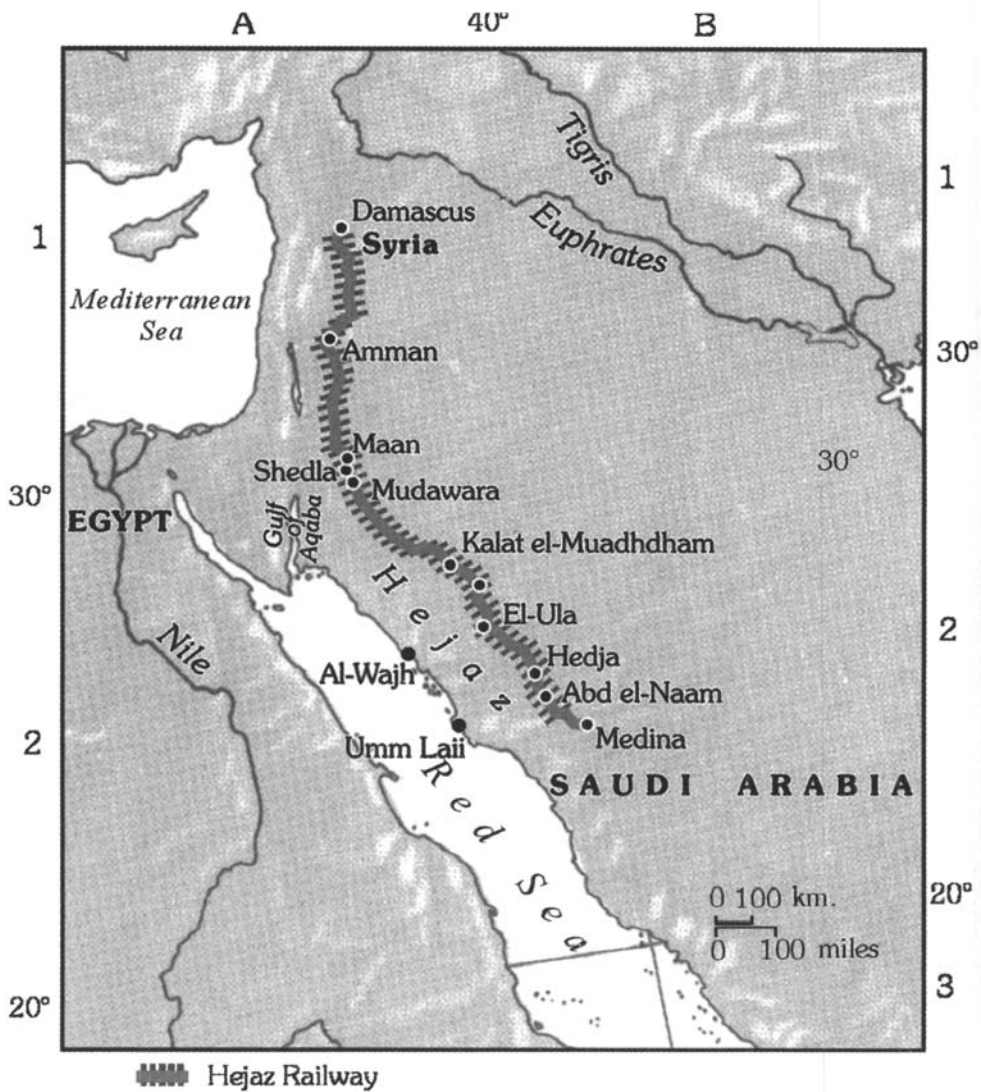 A 40° B
Tigris
1
Damascus
Euphrates
1
Syria
Mediterranean
Sea
Amman
30°
Maan
30°
Shedla
30°
Mudawara
EGYPT
Gulf
of
Aqaba
Kalat el-Muadhdham
Hejaz
El-Ula
2
Nile
Hedja
Al-Wajh
Abd el-Naam
Medina
2
Umm Laii
Red Sea
SAUDI ARABIA
20°
0 100 km.
0 100 miles
3
20°
Hejaz Railway